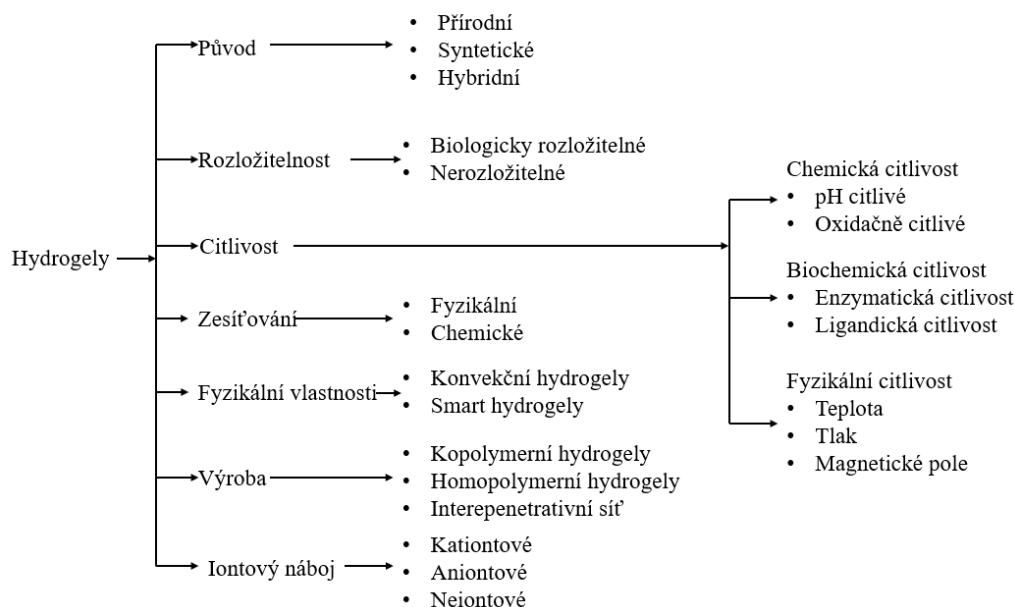 Hydrogely
Původ
• Přírodní
• Syntetické
• Hybridní
Rozložitelnost
• Biologicky rozložitelné
• Nerozložitelné
Citlivost
Chemická citlivost
• pH citlivé
• Oxidačně citlivé
Biochemická citlivost
• Enzymatická citlivost
• Ligandická citlivost
Fyzikální citlivost
• Teplota
• Tlak
• Magnetické pole
Zesíťování
• Fyzikální
• Chemické
Fyzikální vlastnosti
• Konvekční hydrogely
• Smart hydrogely
Výroba
• Kopolymerní hydrogely
• Homopolymerní hydrogely
• Interepenetrativní síť
Iontový náboj
• Kationtové
• Aniontové
• Neiontové